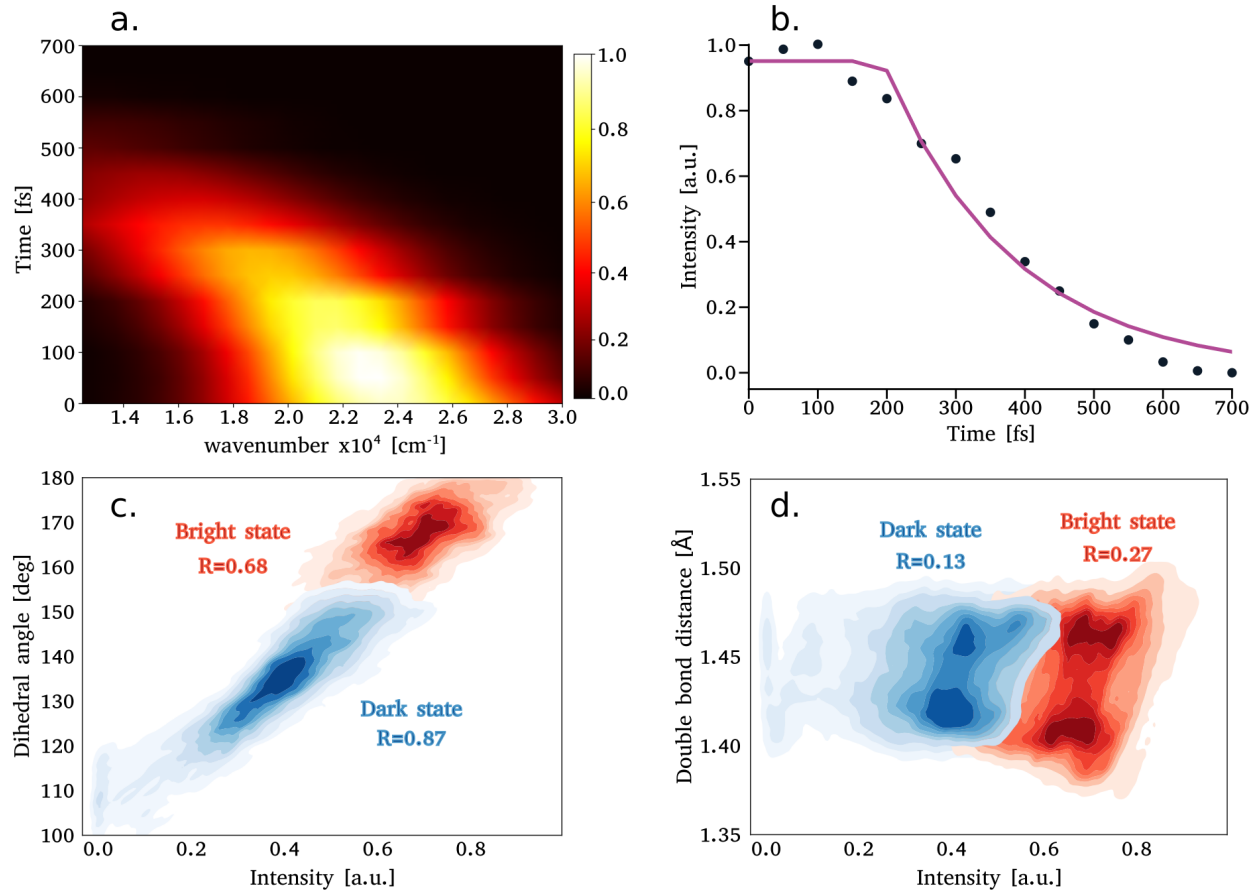 a.
700
600
500
400
300
200
100
0
Time [fs]
1.4
1.8
2.0
2.2
2.6
3.0
wavenumber x10⁴ [cm⁻¹]
1.0
0.8
0.6
0.4
0.2
0.0
b.
1.0
0.8
0.6
0.4
0.2
0.0
Intensity [a.u.]
0
100
200
300
400
500
600
700
Time [fs]
c.
180
170
160
150
140
130
120
110
100
Dihedral angle [deg]
Bright state
R=0.68
Dark state
R=0.87
0.0
0.2
0.4
0.6
0.8
Intensity [a.u.]
d.
1.55
1.50
1.45
1.40
1.35
Double bond distance [Å]
Dark state
R=0.13
Bright state
R=0.27
0.0
0.2
0.4
0.6
0.8
Intensity [a.u.]